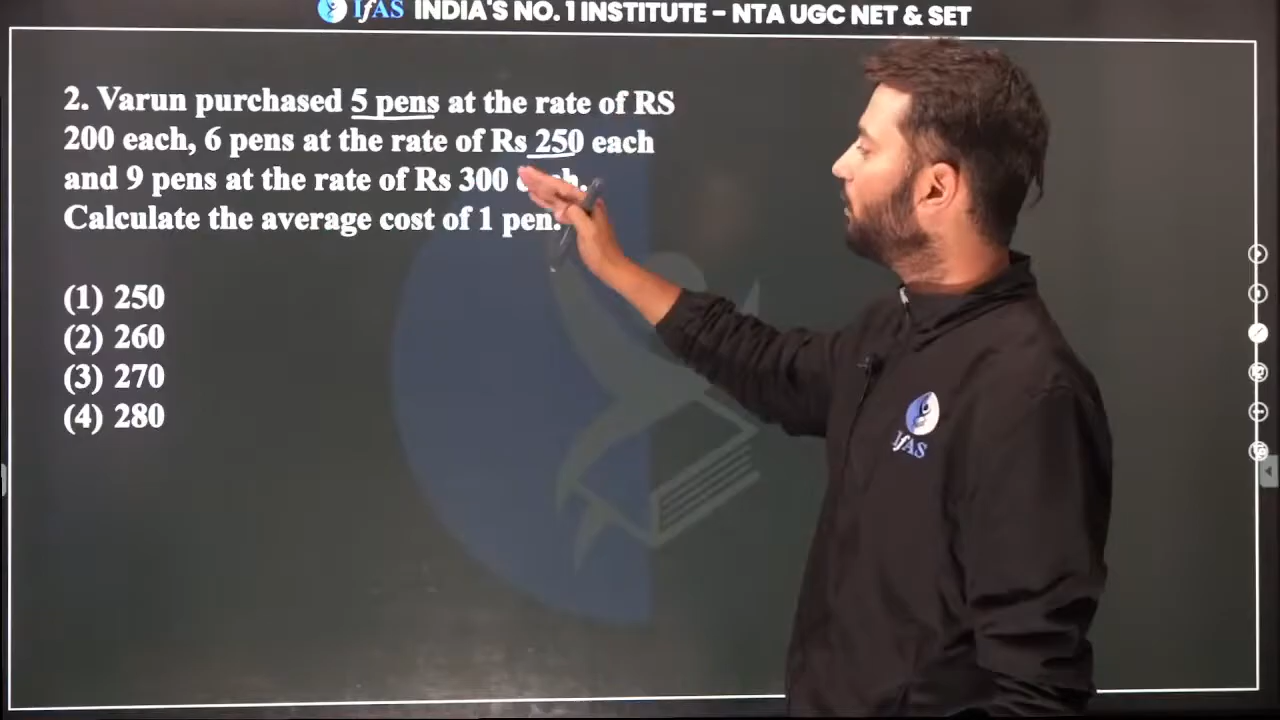 IfAS INDIA'S NO. 1 INSTITUTE - NTA UGC NET & SET
2. Varun purchased 5 pens at the rate of RS
200 each, 6 pens at the rate of Rs 250 each
and 9 pens at the rate of Rs 300
Calculate the average cost of 1 pen.
(1) 250
(2) 260
(3) 270
(4) 280
IfAS